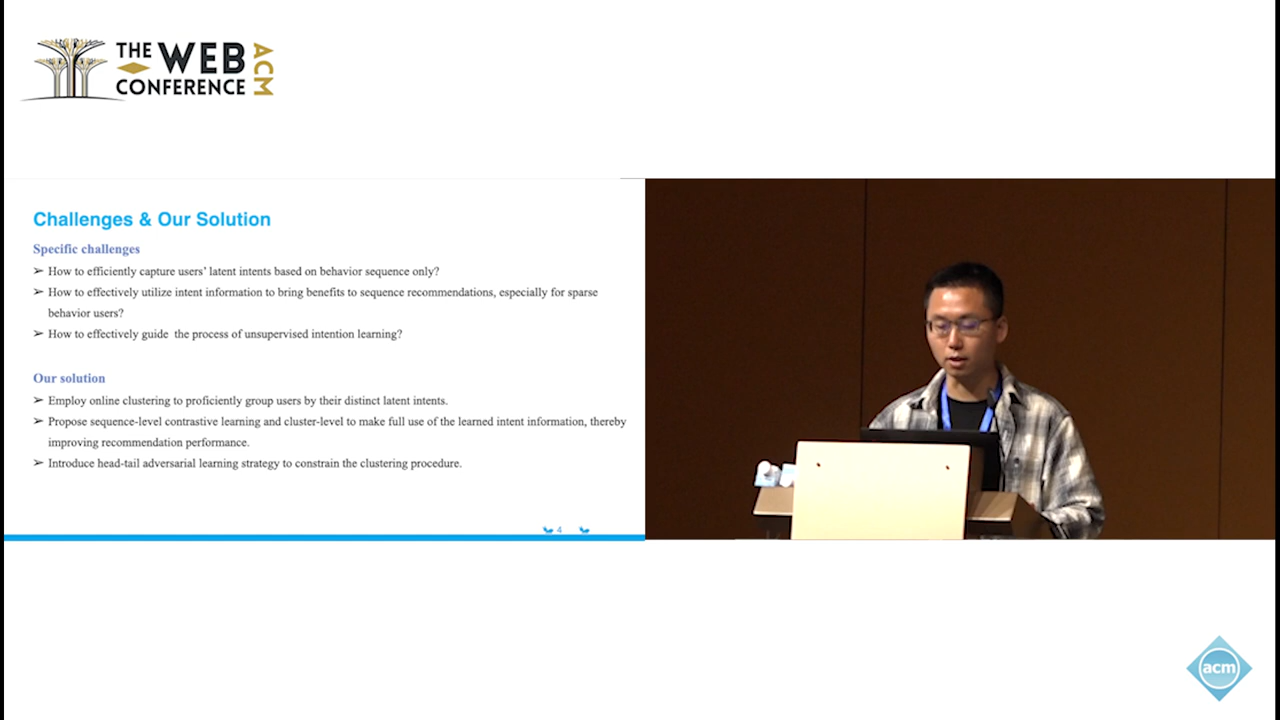 THE WEB
CONFERENCE
ACM
Challenges & Our Solution
Specific challenges
➢ How to efficiently capture users’ latent intents based on behavior sequence only?
➢ How to effectively utilize intent information to bring benefits to sequence recommendations, especially for sparse
behavior users?
➢ How to effectively guide the process of unsupervised intention learning?
Our solution
➢ Employ online clustering to proficiently group users by their distinct latent intents.
➢ Propose sequence-level contrastive learning and cluster-level to make full use of the learned intent information, thereby
improving recommendation performance.
➢ Introduce head-tail adversarial learning strategy to constrain the clustering procedure.
4
acm